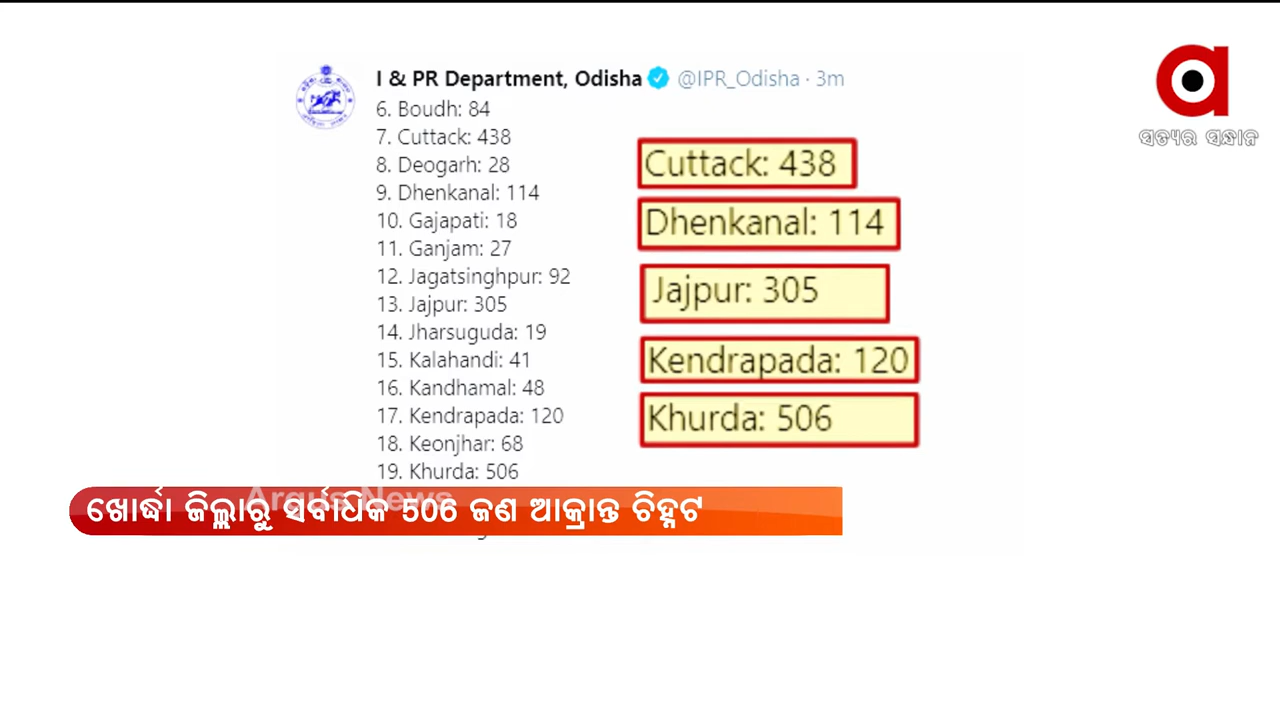 I & PR Department, Odisha @IPR_Odisha · 3m
6. Boudh: 84
7. Cuttack: 438
8. Deogarh: 28
9. Dhenkanal: 114
10. Gajapati: 18
11. Ganjam: 27
12. Jagatsinghpur: 92
13. Jajpur: 305
14. Jharsuguda: 19
15. Kalahandi: 41
16. Kandhamal: 48
17. Kendrapada: 120
18. Keonjhar: 68
19. Khurda: 506
Cuttack: 438
Dhenkanal: 114
Jajpur: 305
Kendrapada: 120
Khurda: 506
ସତ୍ୟର ସନ୍ଧାନ
Argus News
ଖୋର୍ଦ୍ଧା ଜିଲ୍ଲାରୁ ସର୍ବାଧିକ 506 ଜଣ ଆକ୍ରାନ୍ତ ଚିହ୍ନଟ